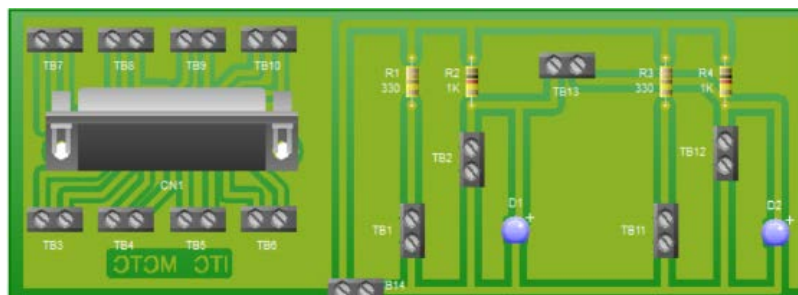 TB7 TB8 TB9 TB10
R1 330
R2 1K
TB13
R3 330
R4 1K
TB2
TB12
CN1
TB3 TB4 TB5 TB6
TB1
D1 +
TB11
D2 +
ITC MCTC
B14